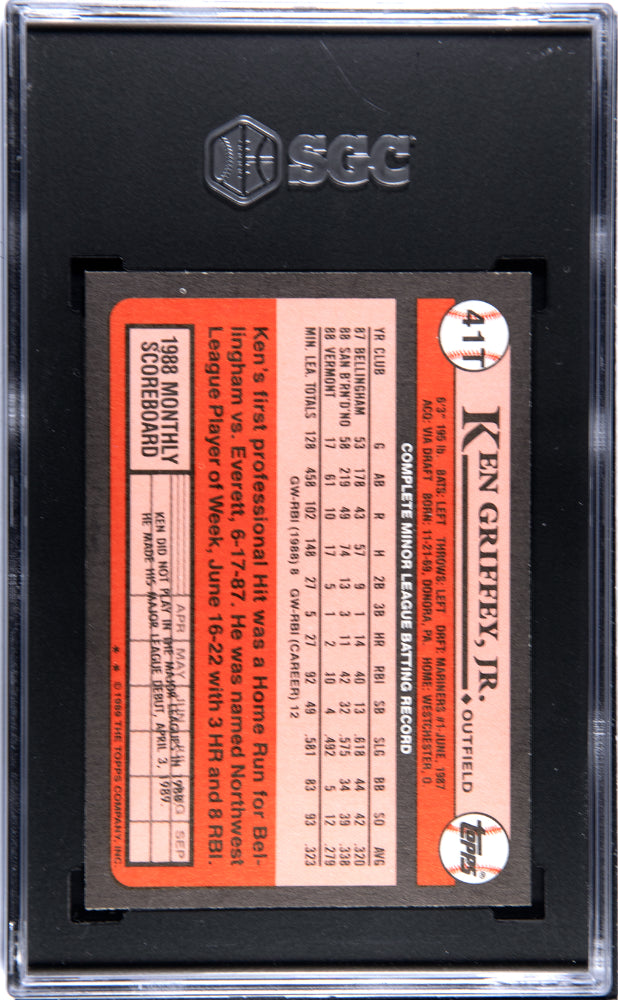 SGC
41T
KEN GRIFFEY, JR. ♦ OUTFIELD
topps®
6'3" 195 lb. BATS: LEFT THROWS: LEFT DRFT: MARINERS #1-JUNE, 1987
ACQ: VIA DRAFT BORN: 11-21-69, DONORA, PA. HOME: WESTCHESTER, O
COMPLETE MINOR LEAGUE BATTING RECORD
YR CLUB G AB R H 2B 3B HR RBI SB SLG BB SO AVG
87 BELLINGHAM 53 178 43 57 9 1 14 40 13 .618 44 42 .320
88 SAN B'RN'D'NO 58 219 49 74 13 3 11 42 32 .575 34 39 .338
88 VERMONT 17 61 10 17 5 1 2 10 4 .492 5 12 .279
MIN. LEA. TOTALS 128 458 102 148 27 5 27 92 49 .581 83 93 .323
GW-RBI (1988) 8 GW-RBI (CAREER) 12
Ken's first professional Hit was a Home Run for Bel-
lingham vs. Everett, 6-17-87. He was named Northwest
League Player of Week, June 16-22 with 3 HR and 8 RBI.
1988 MONTHLY
SCOREBOARD
APR MAY JUN JUL AUG SEP
KEN DID NOT PLAY IN THE MAJOR LEAGUES IN 1988
HE MADE HIS MAJOR LEAGUE DEBUT, APRIL 3, 1989.
* * © 1989 THE TOPPS COMPANY, INC.